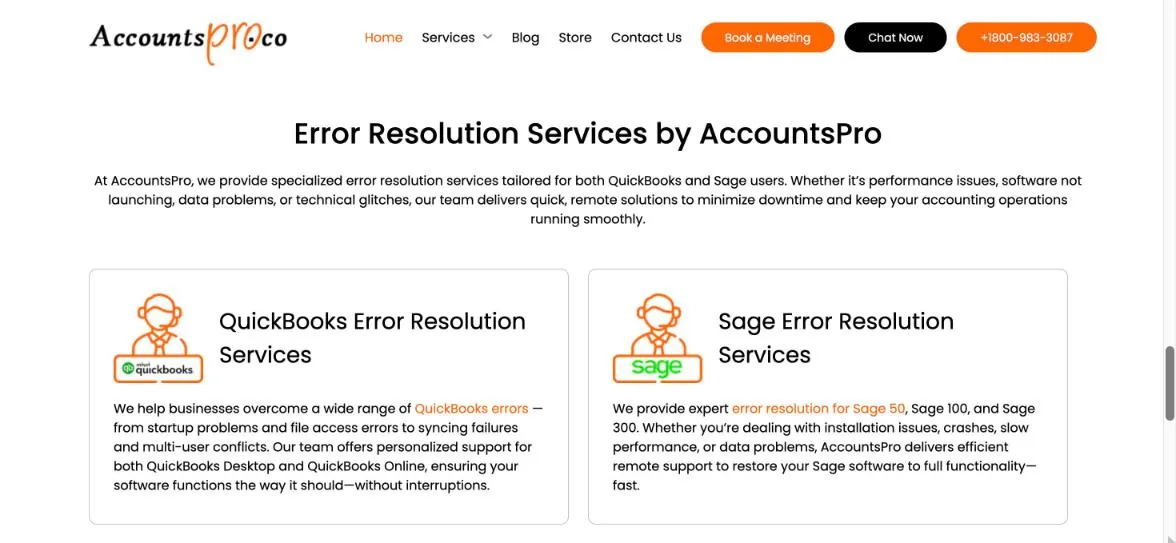 Accountsproco
Home Services Blog Store Contact Us Book a Meeting Chat Now +1800-983-3087
Error Resolution Services by AccountsPro
At AccountsPro, we provide specialized error resolution services tailored for both QuickBooks and Sage users. Whether it's performance issues, software not
launching, data problems, or technical glitches, our team delivers quick, remote solutions to minimize downtime and keep your accounting operations
running smoothly.
quickbooks
QuickBooks Error Resolution
Services
We help businesses overcome a wide range of QuickBooks errors —
from startup problems and file access errors to syncing failures
and multi-user conflicts. Our team offers personalized support for
both QuickBooks Desktop and QuickBooks Online, ensuring your
software functions the way it should—without interruptions.
sage
Sage Error Resolution
Services
We provide expert error resolution for Sage 50, Sage 100, and Sage
300. Whether you're dealing with installation issues, crashes, slow
performance, or data problems, AccountsPro delivers efficient
remote support to restore your Sage software to full functionality—
fast.